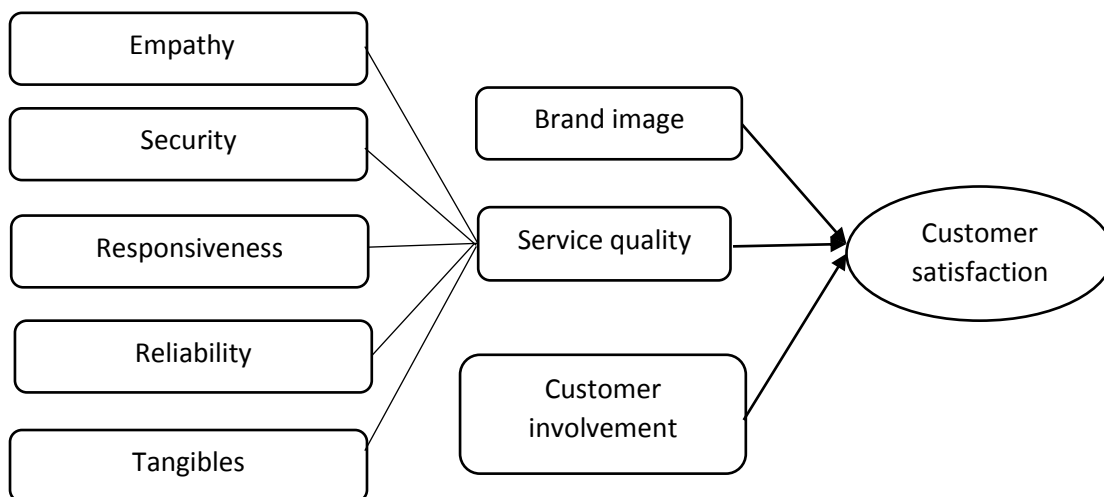 Empathy
Security
Responsiveness
Reliability
Tangibles
Brand image
Service quality
Customer
involvement
Customer
satisfaction